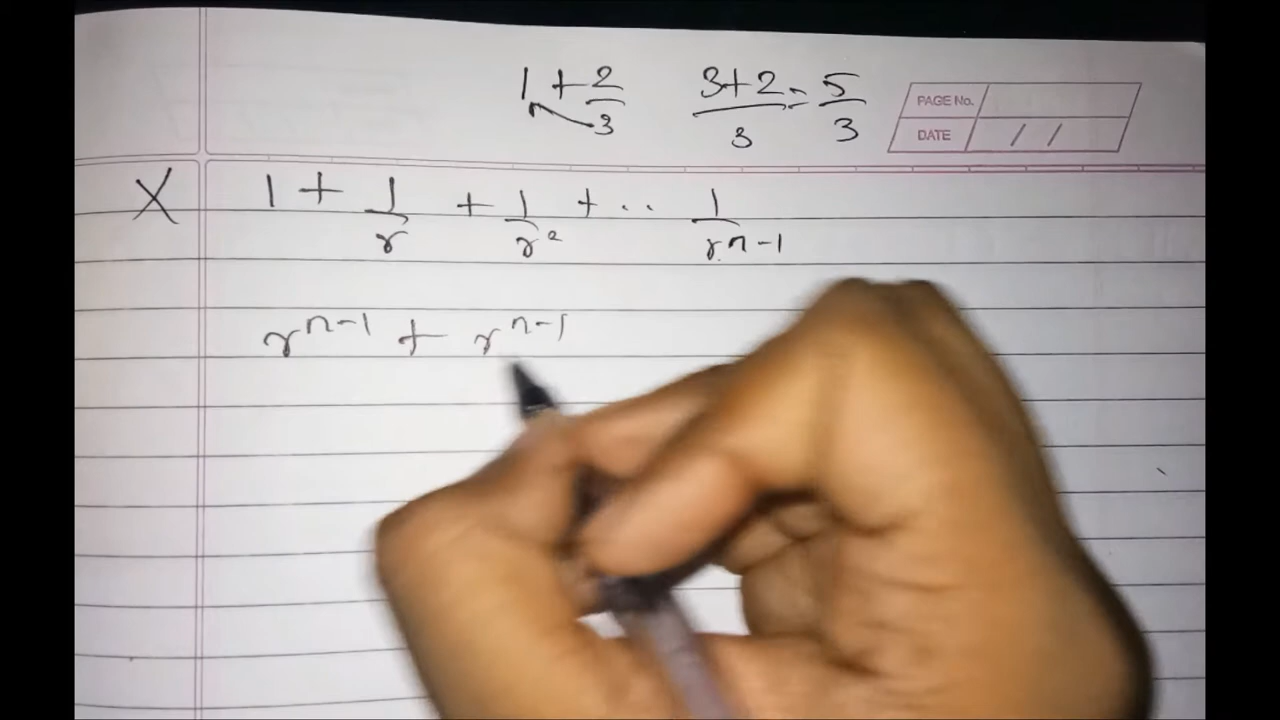 1 + 2/3 3+2/3 = 5/3
PAGE No.
DATE / /
X 1 + 1/r + 1/r² + .. 1/r^n-1
r^n-1 + r^n-1